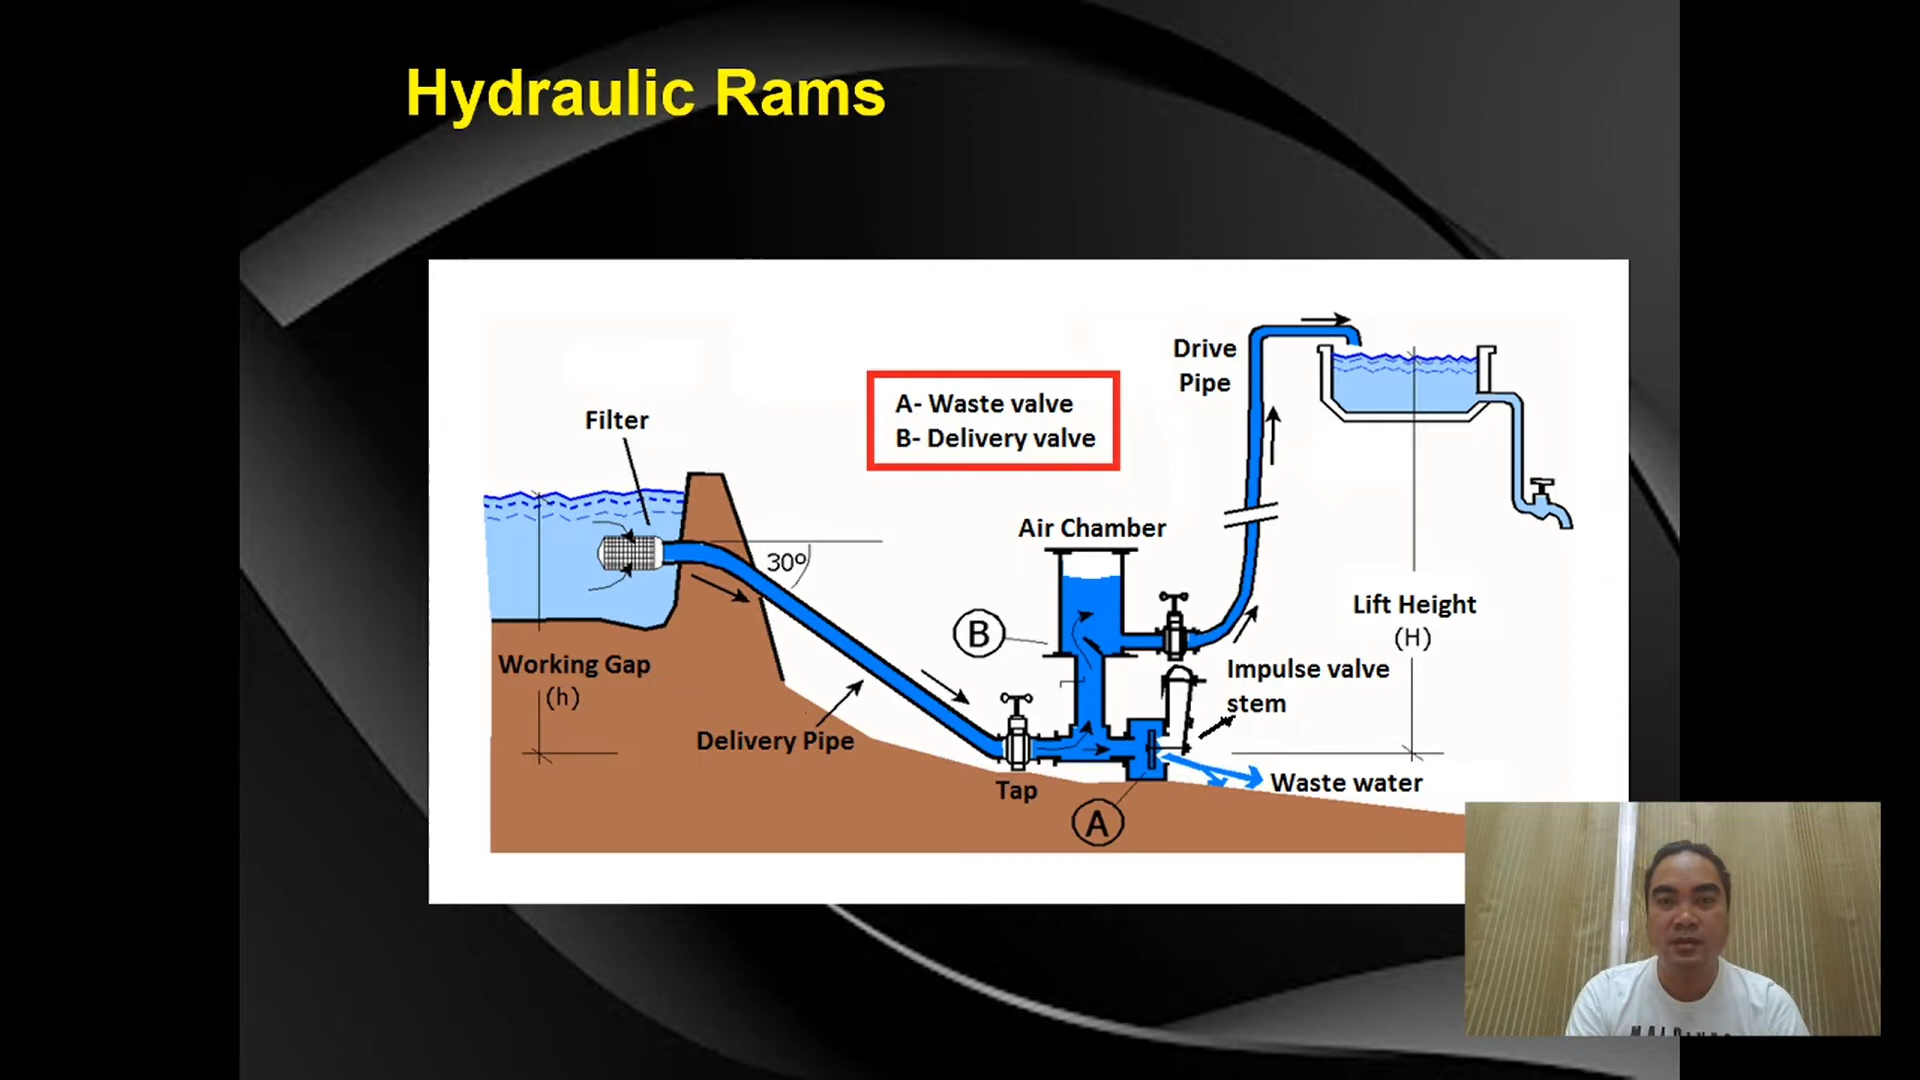 Hydraulic Rams
Drive
Pipe
A- Waste valve
B- Delivery valve
Filter
Air Chamber
30º
Lift Height
(H)
B
Working Gap
(h)
Impulse valve
stem
Delivery Pipe
Waste water
Tap
A